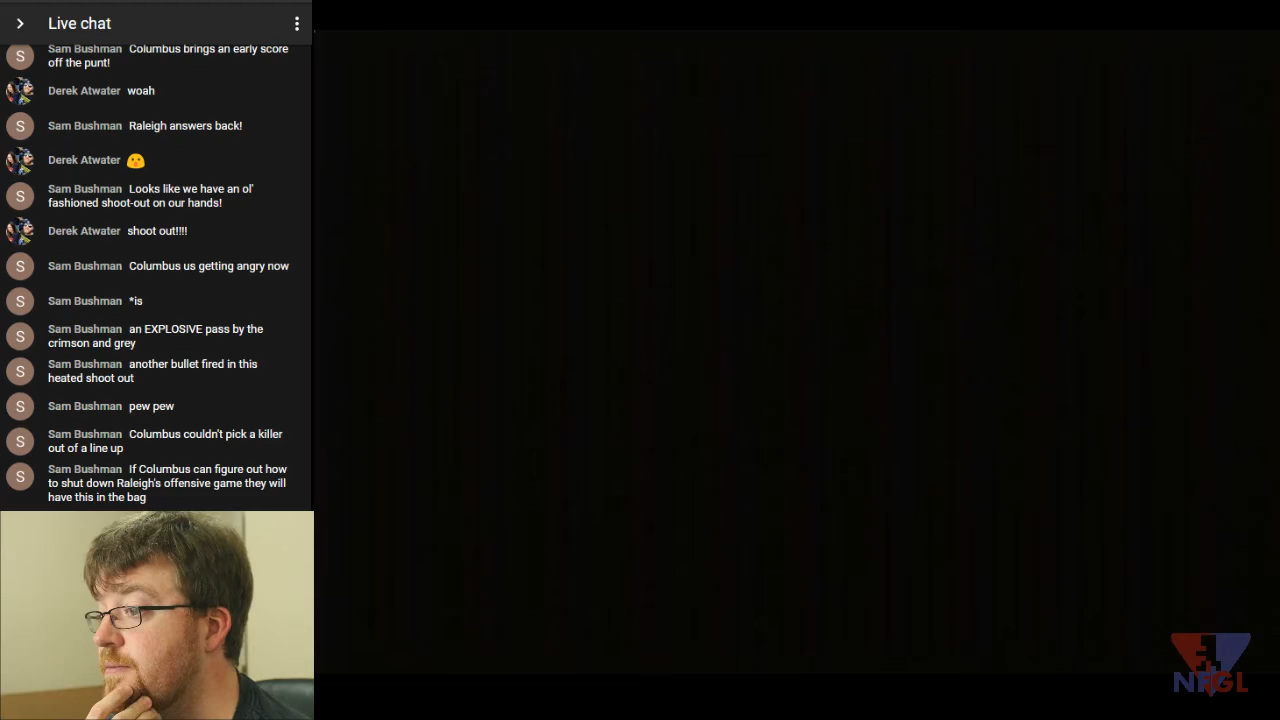 Live chat
Sam Bushman Columbus brings an early score
off the punt!
Derek Atwater woah
S
Sam Bushman Raleigh answers back!
S
Derek Atwater
Sam Bushman Looks like we have an ol'
fashioned shoot-out on our hands!
S
Derek Atwater shoot out!!!!
Sam Bushman Columbus us getting angry now
S
Sam Bushman *is
S
Sam Bushman an EXPLOSIVE pass by the
crimson and grey
S
Sam Bushman another bullet fired in this
heated shoot out
S
Sam Bushman pew pew
S
Sam Bushman Columbus couldn't pick a killer
out of a line up
S
Sam Bushman If Columbus can figure out how
to shut down Raleigh's offensive game they will
have this in the bag
S
NFGL